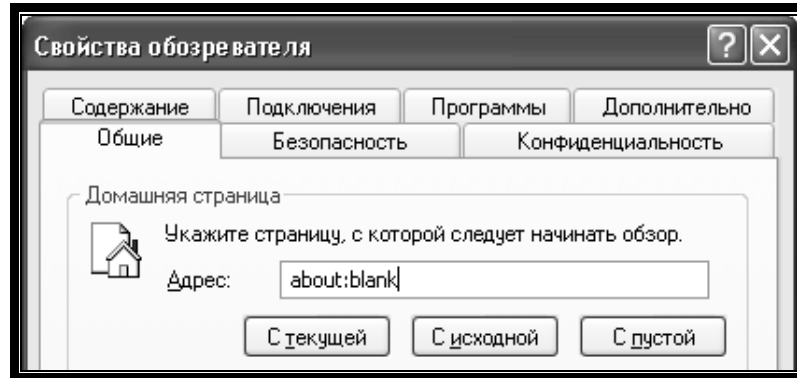 Свойства обозревателя
Содержание Подключения Программы Дополнительно
Общие Безопасность Конфиденциальность
Домашняя страница
Укажите страницу, с которой следует начинать обзор.
Адрес: about:blank
С текущей С исходной С пустой